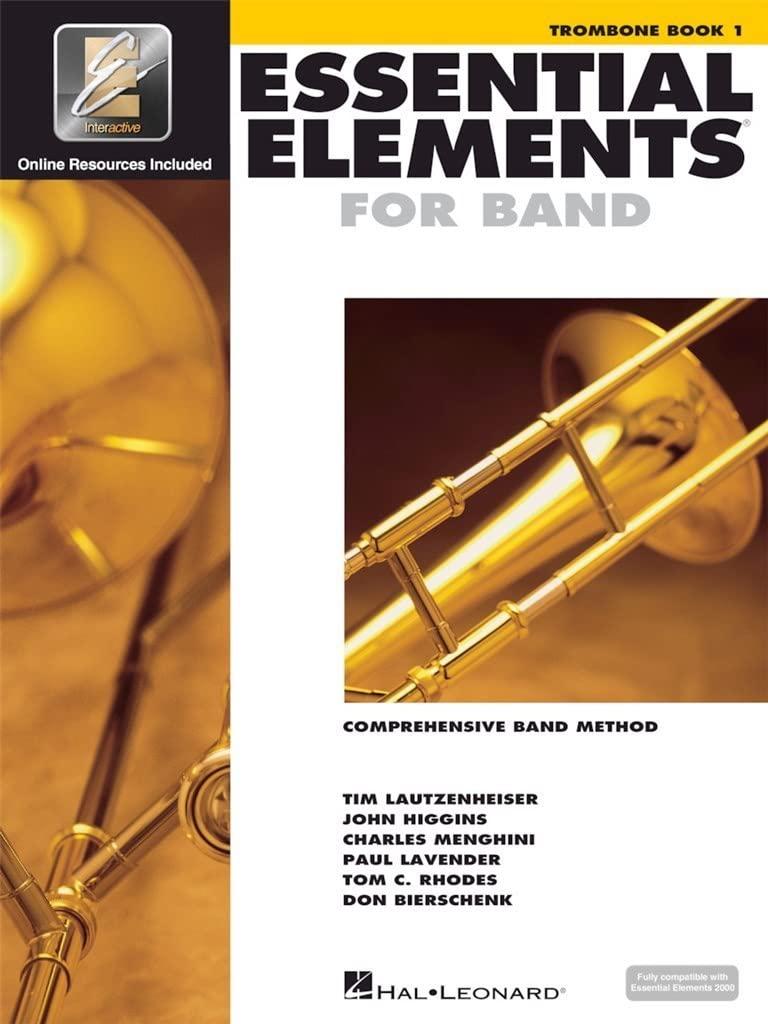 TROMBONE BOOK 1
Interactive
Online Resources Included
ESSENTIAL
ELEMENTS®
FOR BAND
COMPREHENSIVE BAND METHOD
TIM LAUTZENHEISER
JOHN HIGGINS
CHARLES MENGHINI
PAUL LAVENDER
TOM C. RHODES
DON BIERSCHENK
HAL•LEONARD®
Fully compatible with
Essential Elements 2000